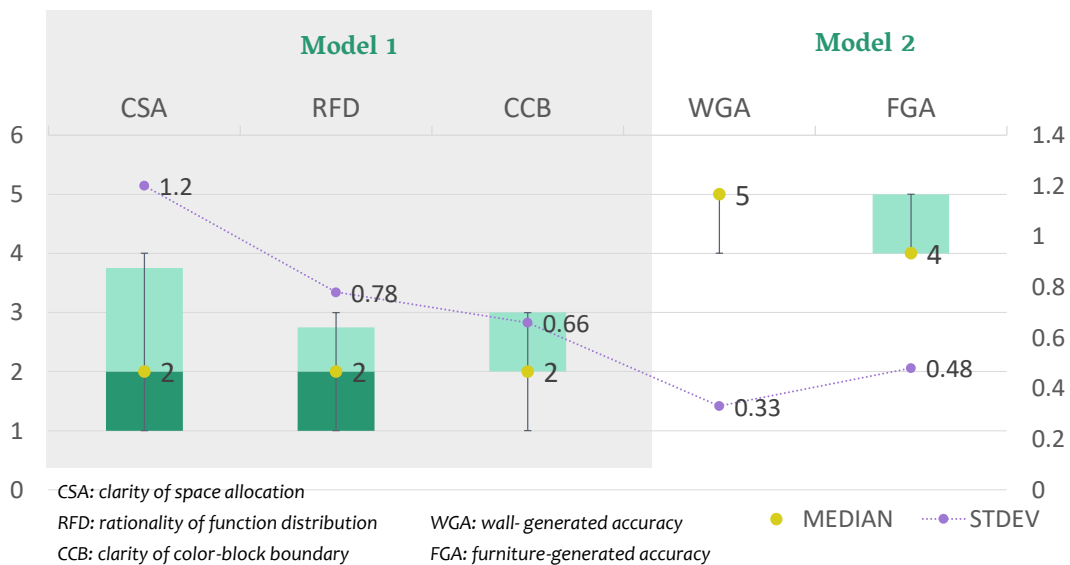 Model 1 Model 2
CSA RFD CCB WGA FGA
6 1.4
5 1.2 5 1.2
1
4 4
0.78 0.8
3 0.66
0.6
2 2 2 2 0.48
0.4
0.33
1 0.2
0 0
CSA: clarity of space allocation
RFD: rationality of function distribution WGA: wall- generated accuracy MEDIAN STDEV
CCB: clarity of color-block boundary FGA: furniture-generated accuracy